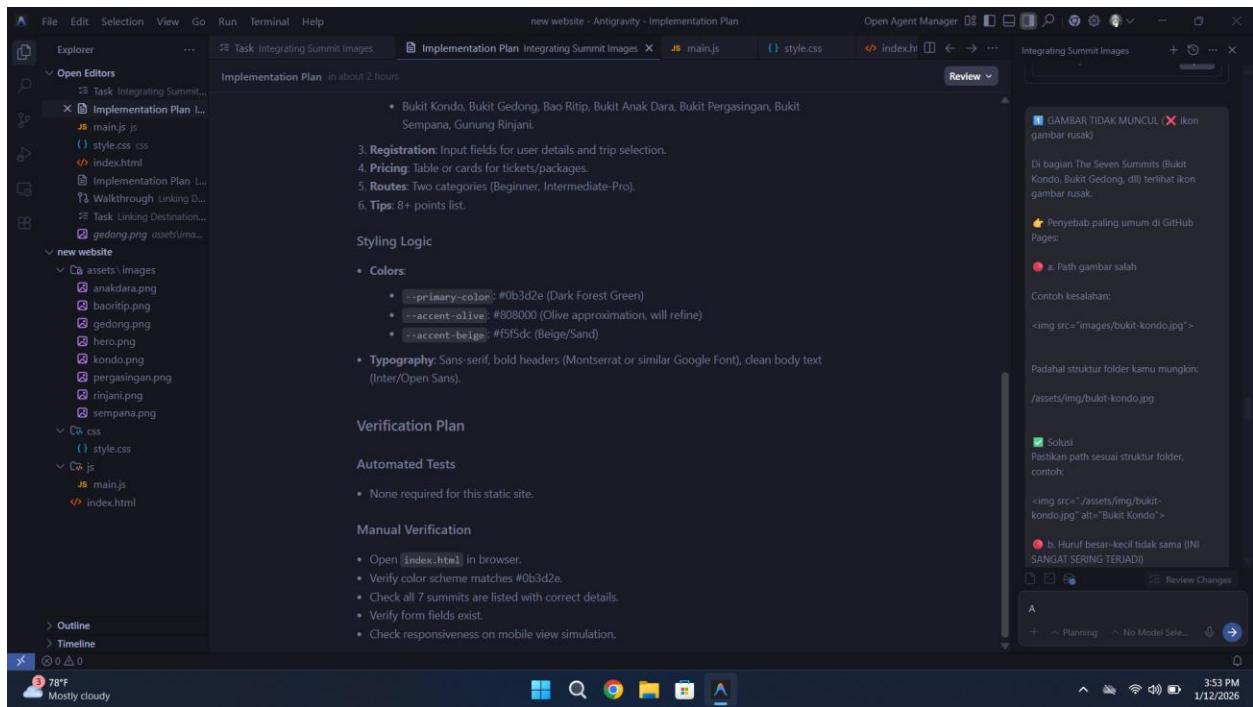 File Edit Selection View Go Run Terminal Help
new website - Antigravity - Implementation Plan
Open Agent Manager
Explorer
Open Editors
Task Integrating Summit...
Implementation Plan I...
JS main.js js
{ } style.css css
<> index.html
Implementation Plan L...
Walkthrough Linking D...
Task Linking Destination...
gedong.png assets\ima...
new website
assets \ images
anakdara.png
baoritip.png
gedong.png
hero.png
kondo.png
pergasingan.png
rinjani.png
sempana.png
css
{ } style.css
js
JS main.js
<> index.html
Outline
Timeline
Task Integrating Summit Images
Implementation Plan Integrating Summit Images
JS main.js
{ } style.css
<> index.h
Implementation Plan in about 2 hours
Review
• Bukit Kondo, Bukit Gedong, Bao Ritip, Bukit Anak Dara, Bukit Pergasingan, Bukit
Sempana, Gunung Rinjani.
3. Registration: Input fields for user details and trip selection.
4. Pricing: Table or cards for tickets/packages.
5. Routes: Two categories (Beginner, Intermediate-Pro).
6. Tips: 8+ points list.
Styling Logic
• Colors:
• --primary-color: #0b3d2e (Dark Forest Green)
• --accent-olive: #808000 (Olive approximation, will refine)
• --accent-beige: #f5f5dc (Beige/Sand)
• Typography: Sans-serif, bold headers (Montserrat or similar Google Font), clean body text
(Inter/Open Sans).
Verification Plan
Automated Tests
• None required for this static site.
Manual Verification
• Open index.html in browser.
• Verify color scheme matches #0b3d2e.
• Check all 7 summits are listed with correct details.
• Verify form fields exist.
• Check responsiveness on mobile view simulation.
Integrating Summit Images
1️⃣ GAMBAR TIDAK MUNCUL (❌ ikon
gambar rusak)
Di bagian The Seven Summits (Bukit
Kondo, Bukit Gedong, dll) terlihat ikon
gambar rusak.
👉 Penyebab paling umum di GitHub
Pages:
🔴 a. Path gambar salah
Contoh kesalahan:
<img src="images/bukit-kondo.jpg">
Padahal struktur folder kamu mungkin:
/assets/img/bukit-kondo.jpg
✅ Solusi
Pastikan path sesuai struktur folder,
contoh:
<img src="./assets/img/bukit-
kondo.jpg" alt="Bukit Kondo">
🔴 b. Huruf besar–kecil tidak sama (INI
SANGAT SERING TERJADI)
Review Changes
A
Planning
No Model Sele...
0 0
3
78°F
Mostly cloudy
3:53 PM
1/12/2026